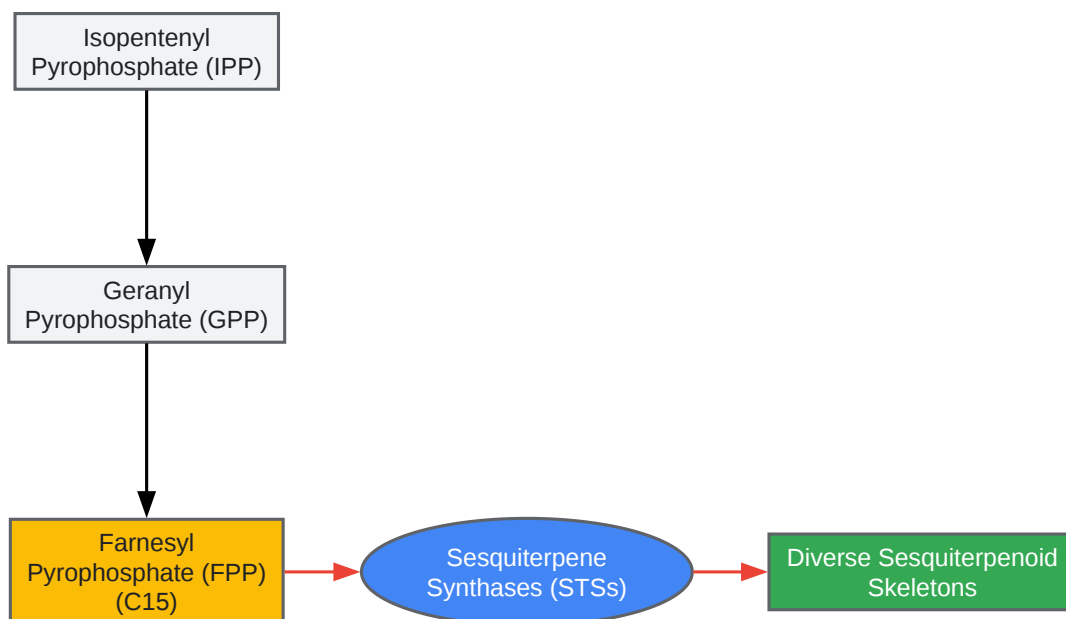 Isopentenyl
Pyrophosphate (IPP)
Geranyl
Pyrophosphate (GPP)
Farnesyl
Pyrophosphate (FPP)
(C15)
Sesquiterpene
Synthases (STSs)
Diverse Sesquiterpenoid
Skeletons